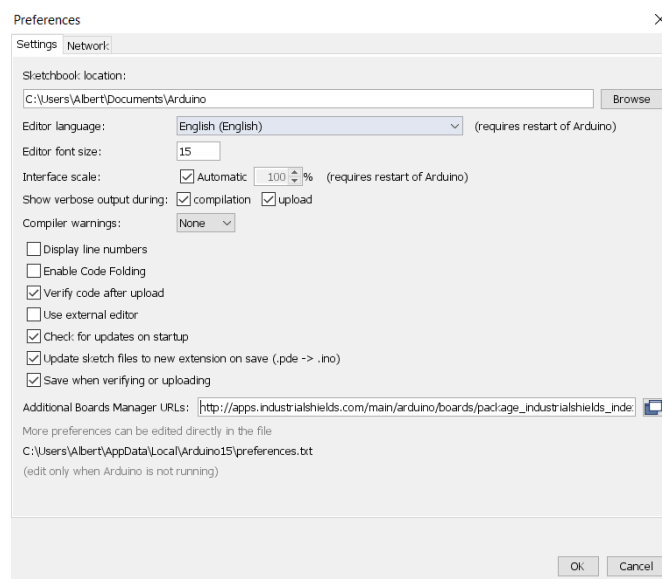 Preferences
Settings Network
Sketchbook location:
C:\Users\Albert\Documents\Arduino Browse
Editor language: English (English) (requires restart of Arduino)
Editor font size: 15
Interface scale: Automatic 100 % (requires restart of Arduino)
Show verbose output during: compilation upload
Compiler warnings: None
Display line numbers
Enable Code Folding
Verify code after upload
Use external editor
Check for updates on startup
Update sketch files to new extension on save (.pde -> .ino)
Save when verifying or uploading
Additional Boards Manager URLs: http://apps.industrialshields.com/main/arduino/boards/package_industrialshields_inde
More preferences can be edited directly in the file
C:\Users\Albert\AppData\Local\Arduino15\preferences.txt
(edit only when Arduino is not running)
OK Cancel